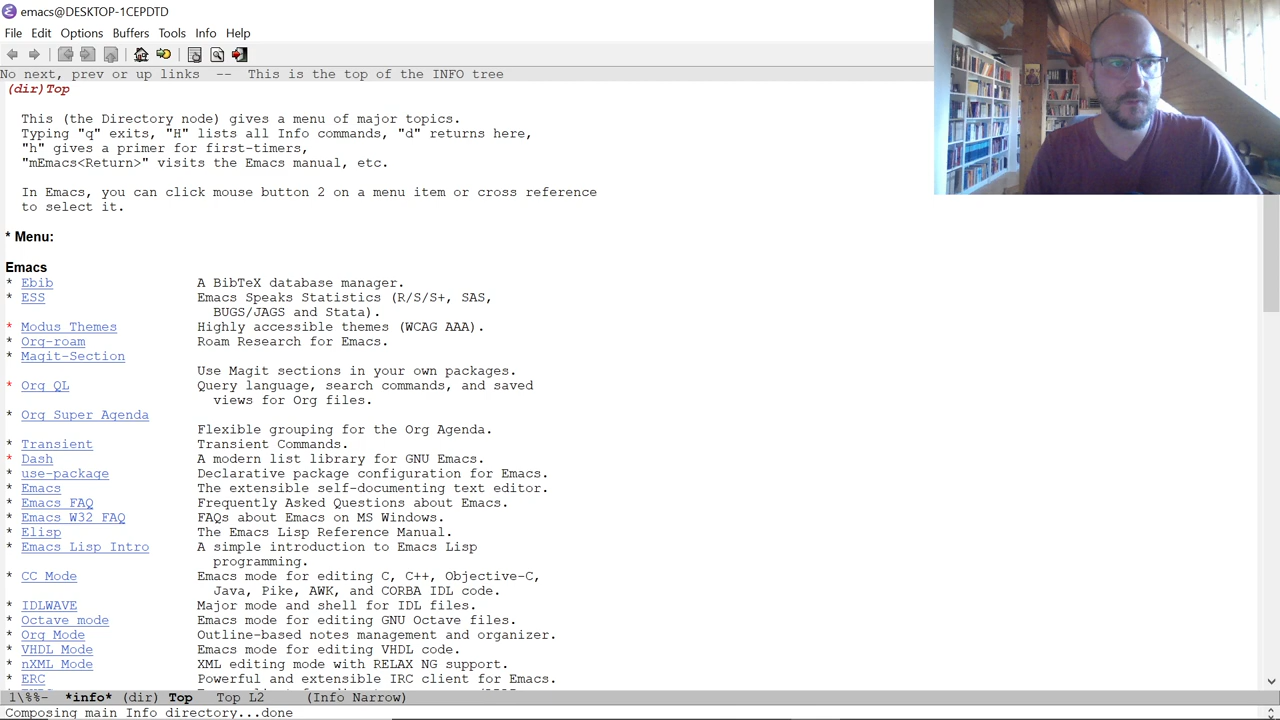 emacs@DESKTOP-1CEPDTD
File Edit Options Buffers Tools Info Help
No next, prev or up links -- This is the top of the INFO tree
(dir)Top
This (the Directory node) gives a menu of major topics.
Typing "q" exits, "H" lists all Info commands, "d" returns here,
"h" gives a primer for first-timers,
"mEmacs<Return>" visits the Emacs manual, etc.
In Emacs, you can click mouse button 2 on a menu item or cross reference
to select it.
* Menu:
Emacs
* Ebib A BibTeX database manager.
* ESS Emacs Speaks Statistics (R/S/S+, SAS,
BUGS/JAGS and Stata).
* Modus Themes Highly accessible themes (WCAG AAA).
* Org-roam Roam Research for Emacs.
* Magit-Section
Use Magit sections in your own packages.
* Org QL Query language, search commands, and saved
views for Org files.
* Org Super Agenda
Flexible grouping for the Org Agenda.
* Transient Transient Commands.
* Dash A modern list library for GNU Emacs.
* use-package Declarative package configuration for Emacs.
* Emacs The extensible self-documenting text editor.
* Emacs FAQ Frequently Asked Questions about Emacs.
* Emacs W32 FAQ FAQs about Emacs on MS Windows.
* Elisp The Emacs Lisp Reference Manual.
* Emacs Lisp Intro A simple introduction to Emacs Lisp
programming.
* CC Mode Emacs mode for editing C, C++, Objective-C,
Java, Pike, AWK, and CORBA IDL code.
* IDLWAVE Major mode and shell for IDL files.
* Octave mode Emacs mode for editing GNU Octave files.
* Org Mode Outline-based notes management and organizer.
* VHDL Mode Emacs mode for editing VHDL code.
* nXML Mode XML editing mode with RELAX NG support.
* ERC Powerful and extensible IRC client for Emacs.
1\%%- *info* (dir) Top Top L2 (Info Narrow)
Composing main Info directory...done